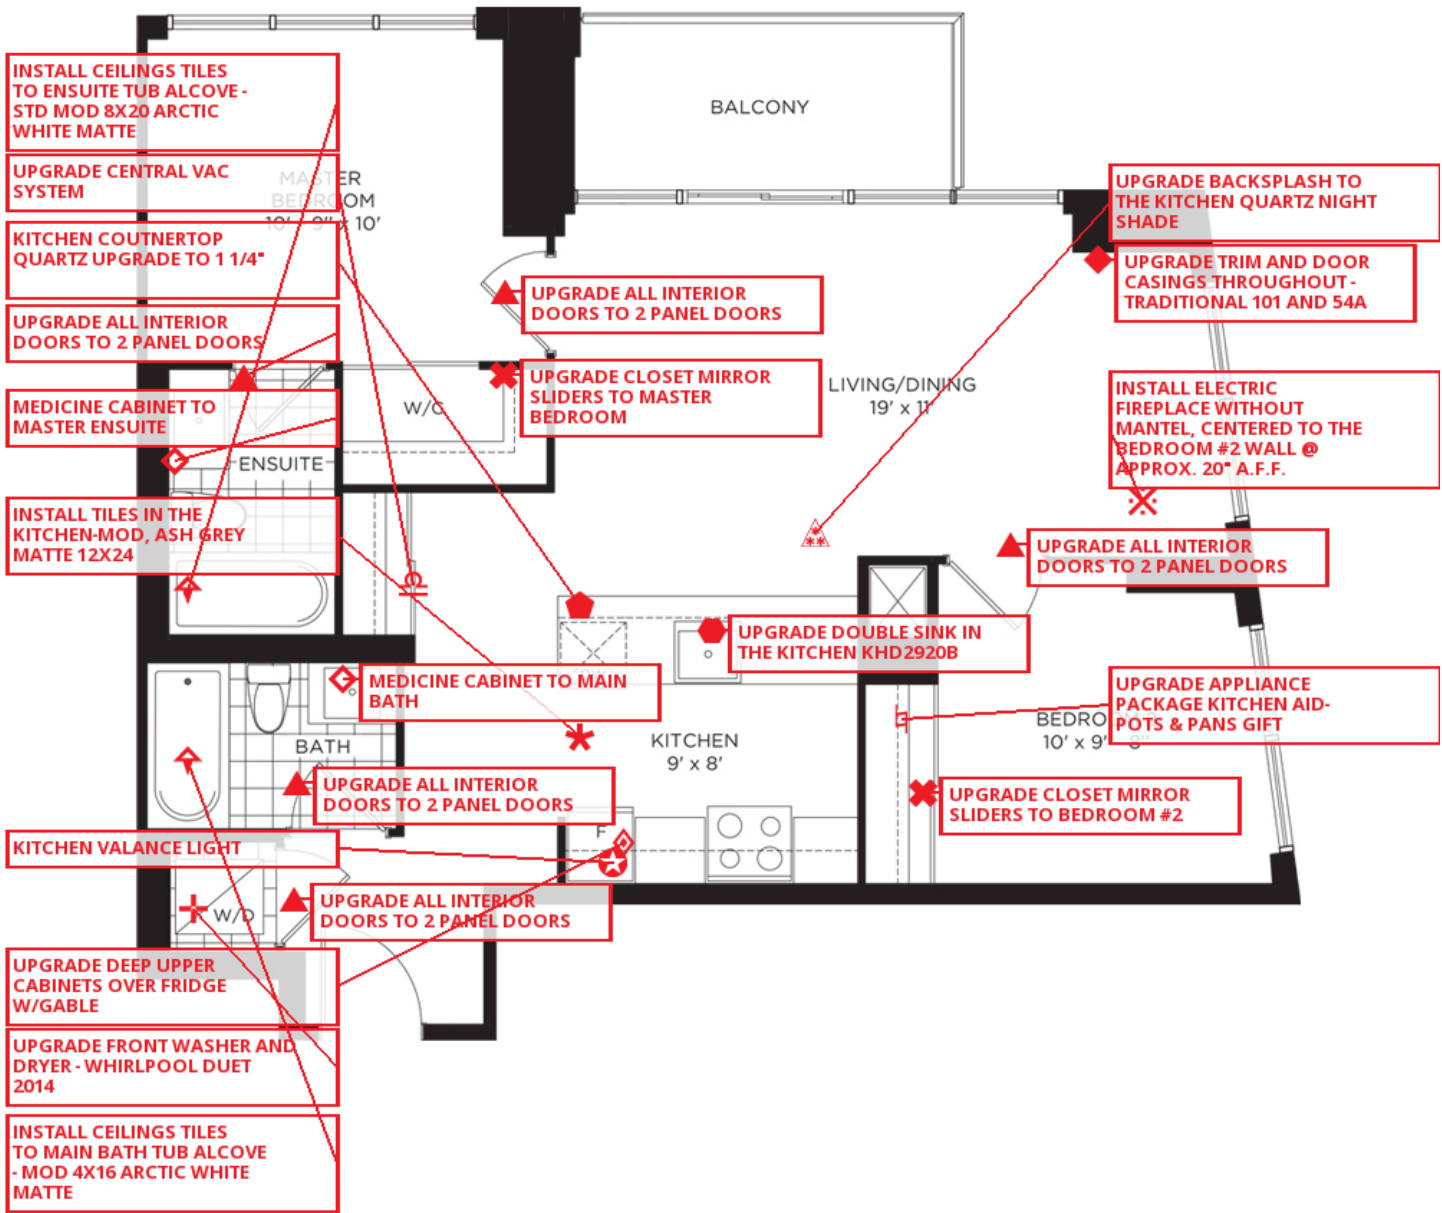 BALCONY
INSTALL CEILINGS TILES
TO ENSUITE TUB ALCOVE -
STD MOD 8X20 ARCTIC
WHITE MATTE
UPGRADE CENTRAL VAC
SYSTEM
MASTER
BEDROOM
10' - 9" x 10'
KITCHEN COUTNERTOP
QUARTZ UPGRADE TO 1 1/4"
UPGRADE ALL INTERIOR
DOORS TO 2 PANEL DOORS
MEDICINE CABINET TO
MASTER ENSUITE
ENSUITE
W/C
INSTALL TILES IN THE
KITCHEN-MOD, ASH GREY
MATTE 12X24
UPGRADE ALL INTERIOR
DOORS TO 2 PANEL DOORS
UPGRADE CLOSET MIRROR
SLIDERS TO MASTER
BEDROOM
LIVING/DINING
19' x 11'
UPGRADE BACKSPLASH TO
THE KITCHEN QUARTZ NIGHT
SHADE
UPGRADE TRIM AND DOOR
CASINGS THROUGHOUT -
TRADITIONAL 101 AND 54A
INSTALL ELECTRIC
FIREPLACE WITHOUT
MANTEL, CENTERED TO THE
BEDROOM #2 WALL @
APPROX. 20" A.F.F.
UPGRADE ALL INTERIOR
DOORS TO 2 PANEL DOORS
UPGRADE DOUBLE SINK IN
THE KITCHEN KHD2920B
MEDICINE CABINET TO MAIN
BATH
BATH
KITCHEN
9' x 8'
UPGRADE APPLIANCE
PACKAGE KITCHEN AID-
POTS & PANS GIFT
10' x 9'
UPGRADE ALL INTERIOR
DOORS TO 2 PANEL DOORS
UPGRADE CLOSET MIRROR
SLIDERS TO BEDROOM #2
F
KITCHEN VALANCE LIGHT
W/D
UPGRADE ALL INTERIOR
DOORS TO 2 PANEL DOORS
UPGRADE DEEP UPPER
CABINETS OVER FRIDGE
W/GABLE
UPGRADE FRONT WASHER AND
DRYER - WHIRLPOOL DUET
2014
INSTALL CEILINGS TILES
TO MAIN BATH TUB ALCOVE
- MOD 4X16 ARCTIC WHITE
MATTE